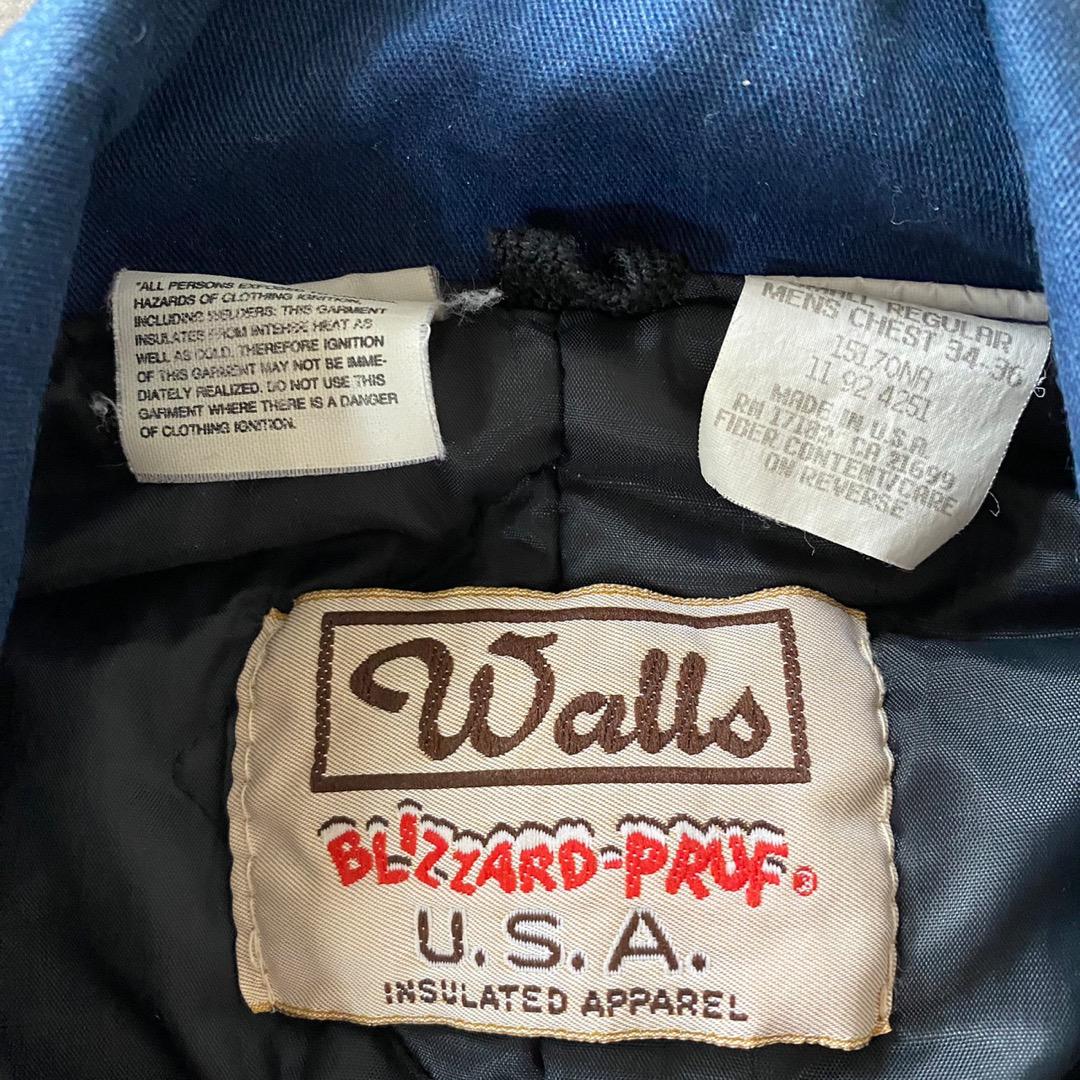 "ALL PERSONS EXPOSED
HAZARDS OF CLOTHING IGNITION,
INCLUDING WELDERS: THIS GARMENT
INSULATES FROM INTENSE HEAT AS
WELL AS COLD. THEREFORE IGNITION
OF THIS GARMENT MAY NOT BE IMME-
DIATELY REALIZED. DO NOT USE THIS
GARMENT WHERE THERE IS A DANGER
OF CLOTHING IGNITION.
SMALL REGULAR
MENS CHEST 34-36
15170NA
11 92 4251
MADE IN U.S.A.
RN 17103 CA 21699
FIBER CONTENT/CARE
ON REVERSE
Walls
BLIZZARD-PRUF®
U.S.A.
INSULATED APPAREL